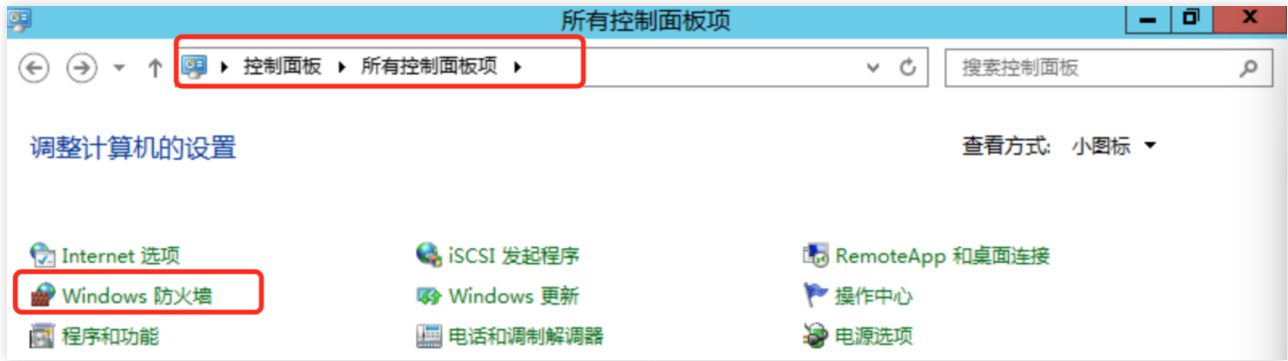 所有控制面板项
控制面板 所有控制面板项
搜索控制面板
调整计算机的设置
查看方式: 小图标
Internet 选项 iSCSI 发起程序 RemoteApp 和桌面连接
Windows 防火墙 Windows 更新 操作中心
程序和功能 电话和调制解调器 电源选项